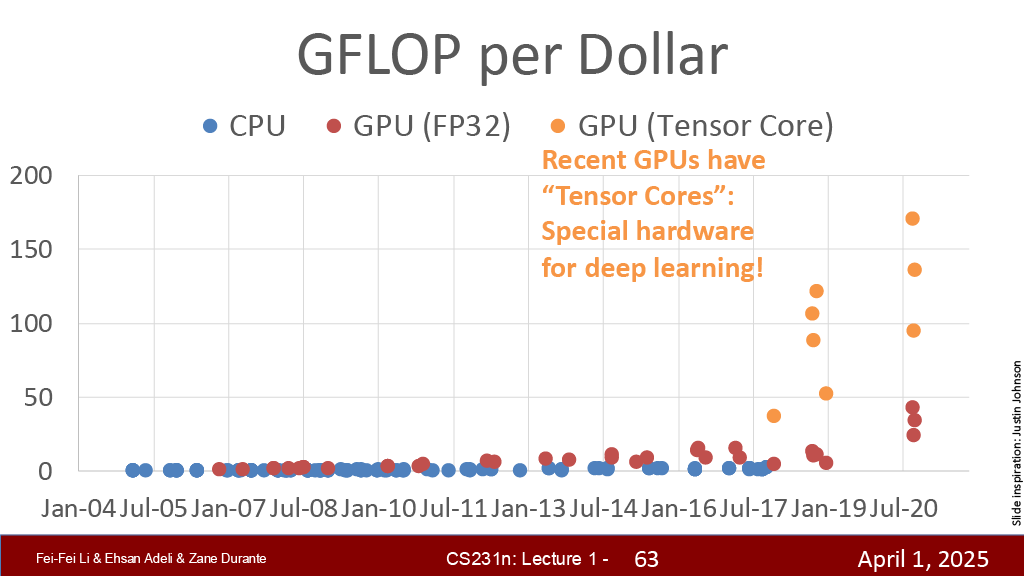 GFLOP per Dollar
CPU GPU (FP32) GPU (Tensor Core)
Recent GPUs have
“Tensor Cores”:
Special hardware
for deep learning!
200
150
100
50
0
Jan-04 Jul-05 Jan-07 Jul-08 Jan-10 Jul-11 Jan-13 Jul-14 Jan-16 Jul-17 Jan-19 Jul-20
Slide inspiration: Justin Johnson
Fei-Fei Li & Ehsan Adeli & Zane Durante CS231n: Lecture 1 - 63 April 1, 2025